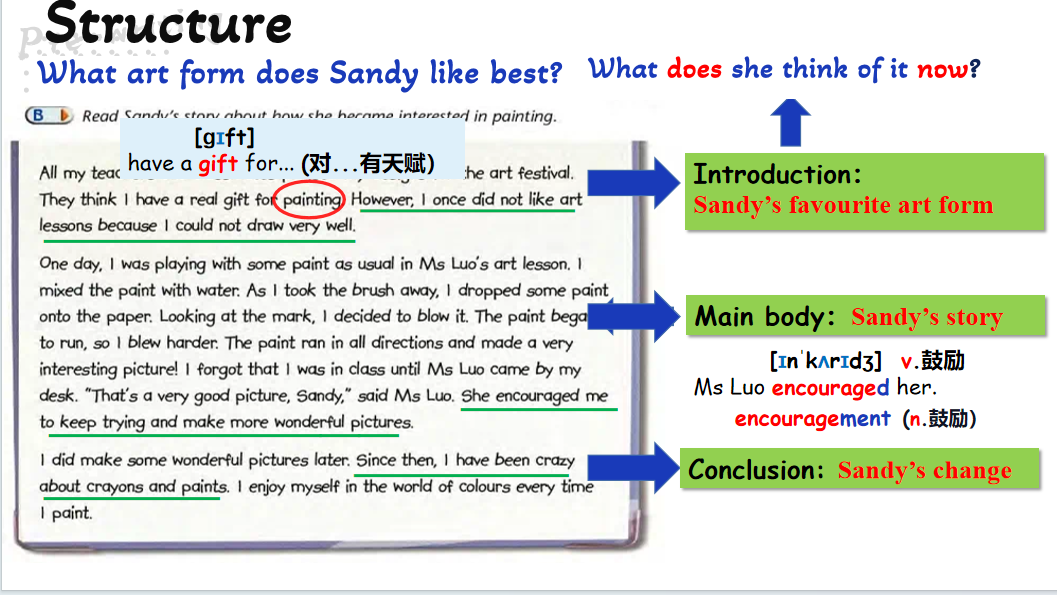 Structure
What art form does Sandy like best?
What does she think of it now?
B Read Sandy's story about how she became interested in painting.
[gɪft]
have a gift for... (对...有天赋)
All my the art festival.
They think I have a real gift for painting. However, I once did not like art
lessons because I could not draw very well.
One day, I was playing with some paint as usual in Ms Luo's art lesson. I
mixed the paint with water. As I took the brush away, I dropped some paint
onto the paper. Looking at the mark, I decided to blow it. The paint bega
to run, so I blew harder. The paint ran in all directions and made a very
interesting picture! I forgot that I was in class until Ms Luo came by my
desk. "That's a very good picture, Sandy," said Ms Luo. She encouraged me
to keep trying and make more wonderful pictures.
I did make some wonderful pictures later. Since then, I have been crazy
about crayons and paints. I enjoy myself in the world of colours every time
I paint.
Introduction:
Sandy's favourite art form
Main body: Sandy's story
[ɪnˈkʌrɪdʒ] v.鼓励
Ms Luo encouraged her.
encouragement (n.鼓励)
Conclusion: Sandy's change